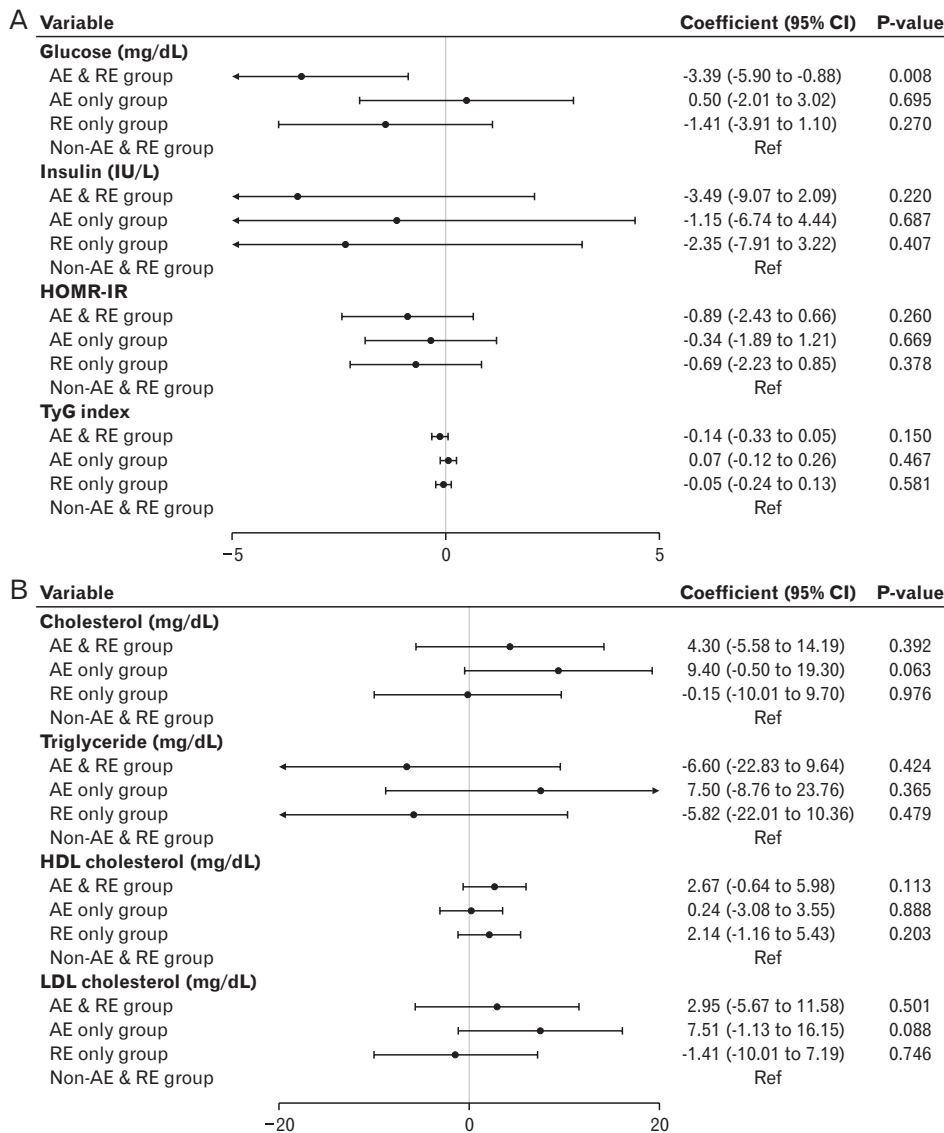 A Variable Coefficient (95% CI) P-value
Glucose (mg/dL)
AE & RE group -3.39 (-5.90 to -0.88) 0.008
AE only group 0.50 (-2.01 to 3.02) 0.695
RE only group -1.41 (-3.91 to 1.10) 0.270
Non-AE & RE group Ref
Insulin (IU/L)
AE & RE group -3.49 (-9.07 to 2.09) 0.220
AE only group -1.15 (-6.74 to 4.44) 0.687
RE only group -2.35 (-7.91 to 3.22) 0.407
Non-AE & RE group Ref
HOMR-IR
AE & RE group -0.89 (-2.43 to 0.66) 0.260
AE only group -0.34 (-1.89 to 1.21) 0.669
RE only group -0.69 (-2.23 to 0.85) 0.378
Non-AE & RE group Ref
TyG index
AE & RE group -0.14 (-0.33 to 0.05) 0.150
AE only group 0.07 (-0.12 to 0.26) 0.467
RE only group -0.05 (-0.24 to 0.13) 0.581
Non-AE & RE group Ref
−5 0 5
B Variable Coefficient (95% CI) P-value
Cholesterol (mg/dL)
AE & RE group 4.30 (-5.58 to 14.19) 0.392
AE only group 9.40 (-0.50 to 19.30) 0.063
RE only group -0.15 (-10.01 to 9.70) 0.976
Non-AE & RE group Ref
Triglyceride (mg/dL)
AE & RE group -6.60 (-22.83 to 9.64) 0.424
AE only group 7.50 (-8.76 to 23.76) 0.365
RE only group -5.82 (-22.01 to 10.36) 0.479
Non-AE & RE group Ref
HDL cholesterol (mg/dL)
AE & RE group 2.67 (-0.64 to 5.98) 0.113
AE only group 0.24 (-3.08 to 3.55) 0.888
RE only group 2.14 (-1.16 to 5.43) 0.203
Non-AE & RE group Ref
LDL cholesterol (mg/dL)
AE & RE group 2.95 (-5.67 to 11.58) 0.501
AE only group 7.51 (-1.13 to 16.15) 0.088
RE only group -1.41 (-10.01 to 7.19) 0.746
Non-AE & RE group Ref
−20 0 20